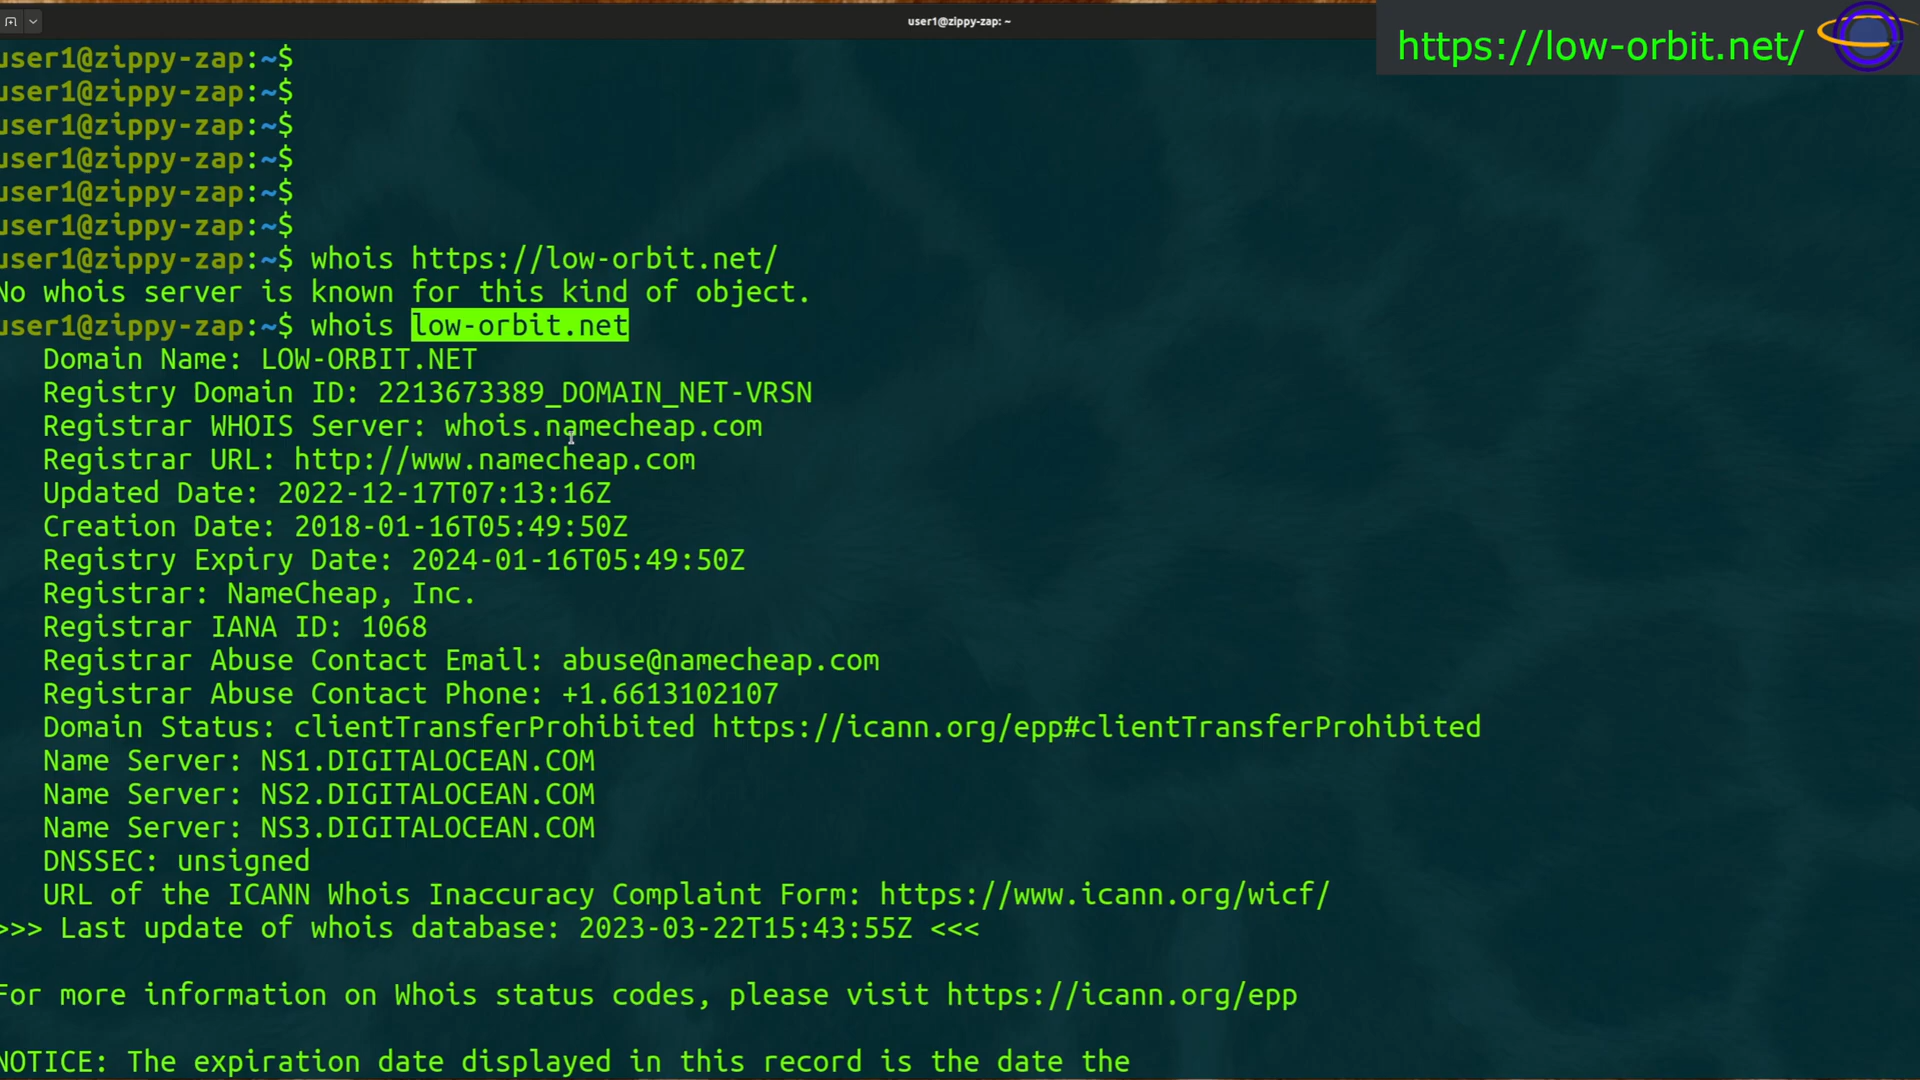 user1@zippy-zap: ~
https://low-orbit.net/
user1@zippy-zap:~$
user1@zippy-zap:~$
user1@zippy-zap:~$
user1@zippy-zap:~$
user1@zippy-zap:~$
user1@zippy-zap:~$
user1@zippy-zap:~$ whois https://low-orbit.net/
No whois server is known for this kind of object.
user1@zippy-zap:~$ whois low-orbit.net
Domain Name: LOW-ORBIT.NET
Registry Domain ID: 2213673389_DOMAIN_NET-VRSN
Registrar WHOIS Server: whois.namecheap.com
Registrar URL: http://www.namecheap.com
Updated Date: 2022-12-17T07:13:16Z
Creation Date: 2018-01-16T05:49:50Z
Registry Expiry Date: 2024-01-16T05:49:50Z
Registrar: NameCheap, Inc.
Registrar IANA ID: 1068
Registrar Abuse Contact Email: abuse@namecheap.com
Registrar Abuse Contact Phone: +1.6613102107
Domain Status: clientTransferProhibited https://icann.org/epp#clientTransferProhibited
Name Server: NS1.DIGITALOCEAN.COM
Name Server: NS2.DIGITALOCEAN.COM
Name Server: NS3.DIGITALOCEAN.COM
DNSSEC: unsigned
URL of the ICANN Whois Inaccuracy Complaint Form: https://www.icann.org/wicf/
>>> Last update of whois database: 2023-03-22T15:43:55Z <<<
For more information on Whois status codes, please visit https://icann.org/epp
NOTICE: The expiration date displayed in this record is the date the